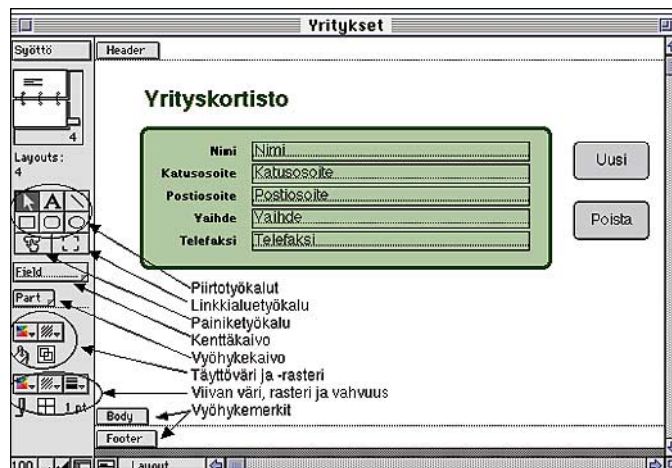 Yritykset
Syöttö
Header
4
Layouts:
4
A
Field
Part
1 pt
Yrityskortisto
Nimi Nimi
Katusosoite Katusosoite
Postiosoite Postiosoite
Vaihde Vaihde
Telefaksi Telefaksi
Uusi
Poista
Piirtotyökalut
Linkkialuetyökalu
Painiketyökalu
Kenttäkaivo
Vyöhykekaivo
Täyttöväri ja -rasteri
Viivan väri, rasteri ja vahvuus
Vyöhykemerkit
Body
Footer
100
Layout